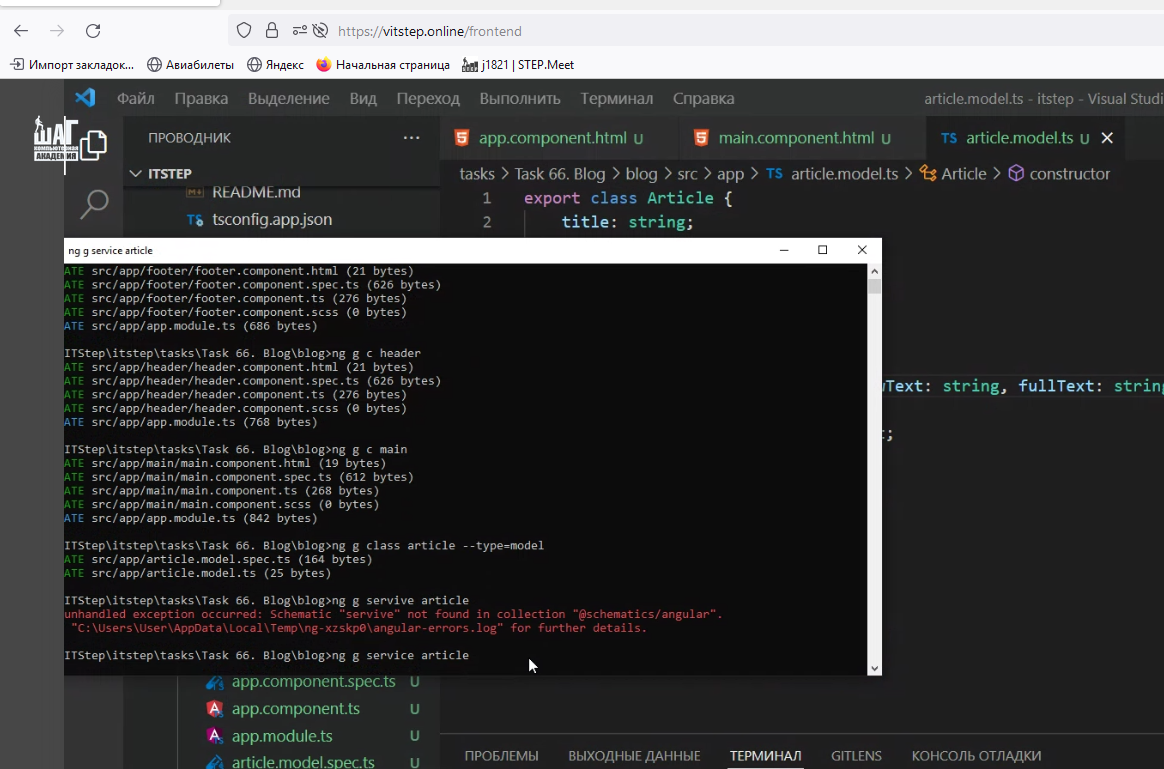 https://vitstep.online/frontend
Импорт закладок... Авиабилеты Яндекс Начальная страница j1821 | STEP.Meet
Файл Правка Выделение Вид Переход Выполнить Терминал Справка article.model.ts - itstep - Visual Studi
ШАГ
КОМПЬЮТЕРНАЯ
АКАДЕМИЯ
ПРОВОДНИК ...
ITSTEP
README.md
TS tsconfig.app.json
app.component.html U main.component.html U TS article.model.ts U
tasks > Task 66. Blog > blog > src > app > TS article.model.ts > Article > constructor
1 export class Article {
2 title: string;
ng g service article
ATE src/app/footer/footer.component.html (21 bytes)
ATE src/app/footer/footer.component.spec.ts (626 bytes)
ATE src/app/footer/footer.component.ts (276 bytes)
ATE src/app/footer/footer.component.scss (0 bytes)
ATE src/app/app.module.ts (686 bytes)
ITStep\itstep\tasks\Task 66. Blog\blog>ng g c header
ATE src/app/header/header.component.html (21 bytes)
ATE src/app/header/header.component.spec.ts (626 bytes)
ATE src/app/header/header.component.ts (276 bytes)
ATE src/app/header/header.component.scss (0 bytes)
ATE src/app/app.module.ts (768 bytes)
ITStep\itstep\tasks\Task 66. Blog\blog>ng g c main
ATE src/app/main/main.component.html (19 bytes)
ATE src/app/main/main.component.spec.ts (612 bytes)
ATE src/app/main/main.component.ts (268 bytes)
ATE src/app/main/main.component.scss (0 bytes)
ATE src/app/app.module.ts (842 bytes)
ITStep\itstep\tasks\Task 66. Blog\blog>ng g class article --type=model
ATE src/app/article.model.spec.ts (164 bytes)
ATE src/app/article.model.ts (25 bytes)
ITStep\itstep\tasks\Task 66. Blog\blog>ng g servive article
unhandled exception occurred: Schematic "servive" not found in collection "@schematics/angular".
"C:\Users\User\AppData\Local\Temp\ng-xzskp0\angular-errors.log" for further details.
ITStep\itstep\tasks\Task 66. Blog\blog>ng g service article
wText: string, fullText: string
t;
app.component.spec.ts U
app.component.ts U
app.module.ts U
article.model.spec.ts U
ПРОБЛЕМЫ ВЫХОДНЫЕ ДАННЫЕ ТЕРМИНАЛ GITLENS КОНСОЛЬ ОТЛАДКИ